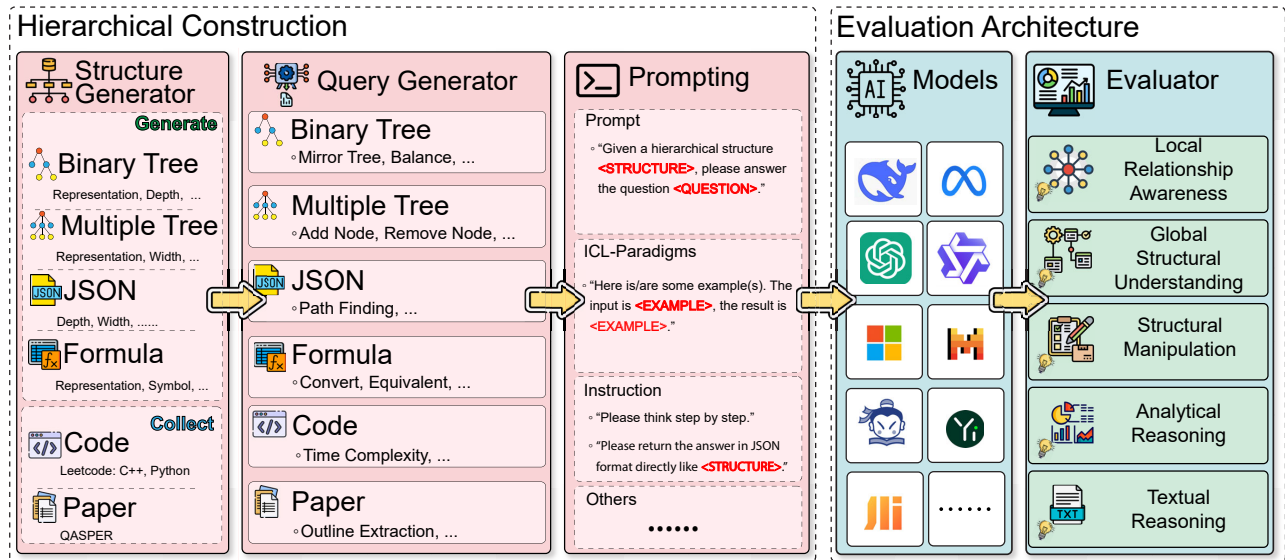 Hierarchical Construction
Structure
Generator
Generate
Binary Tree
Representation, Depth, ...
Multiple Tree
Representation, Width, ...
JSON
JSON
Depth, Width, ......
Formula
Representation, Symbol, ...
Collect
Code
Leetcode: C++, Python
Paper
QASPER
Query Generator
Binary Tree
◦Mirror Tree, Balance, ...
Multiple Tree
◦Add Node, Remove Node, ...
JSON
JSON
◦Path Finding, ...
Formula
◦Convert, Equivalent, ...
Code
◦Time Complexity, ...
Paper
◦Outline Extraction, ...
Prompting
Prompt
◦ “Given a hierarchical structure
<STRUCTURE>, please answer
the question <QUESTION>.”
ICL-Paradigms
◦ “Here is/are some example(s). The
input is <EXAMPLE>, the result is
<EXAMPLE>.”
Instruction
◦ “Please think step by step.”
◦ “Please return the answer in JSON
format directly like <STRUCTURE>.”
Others
......
Evaluation Architecture
AI
Models
Yi
......
Evaluator
Local
Relationship
Awareness
Global
Structural
Understanding
Structural
Manipulation
Analytical
Reasoning
TXT
Textual
Reasoning